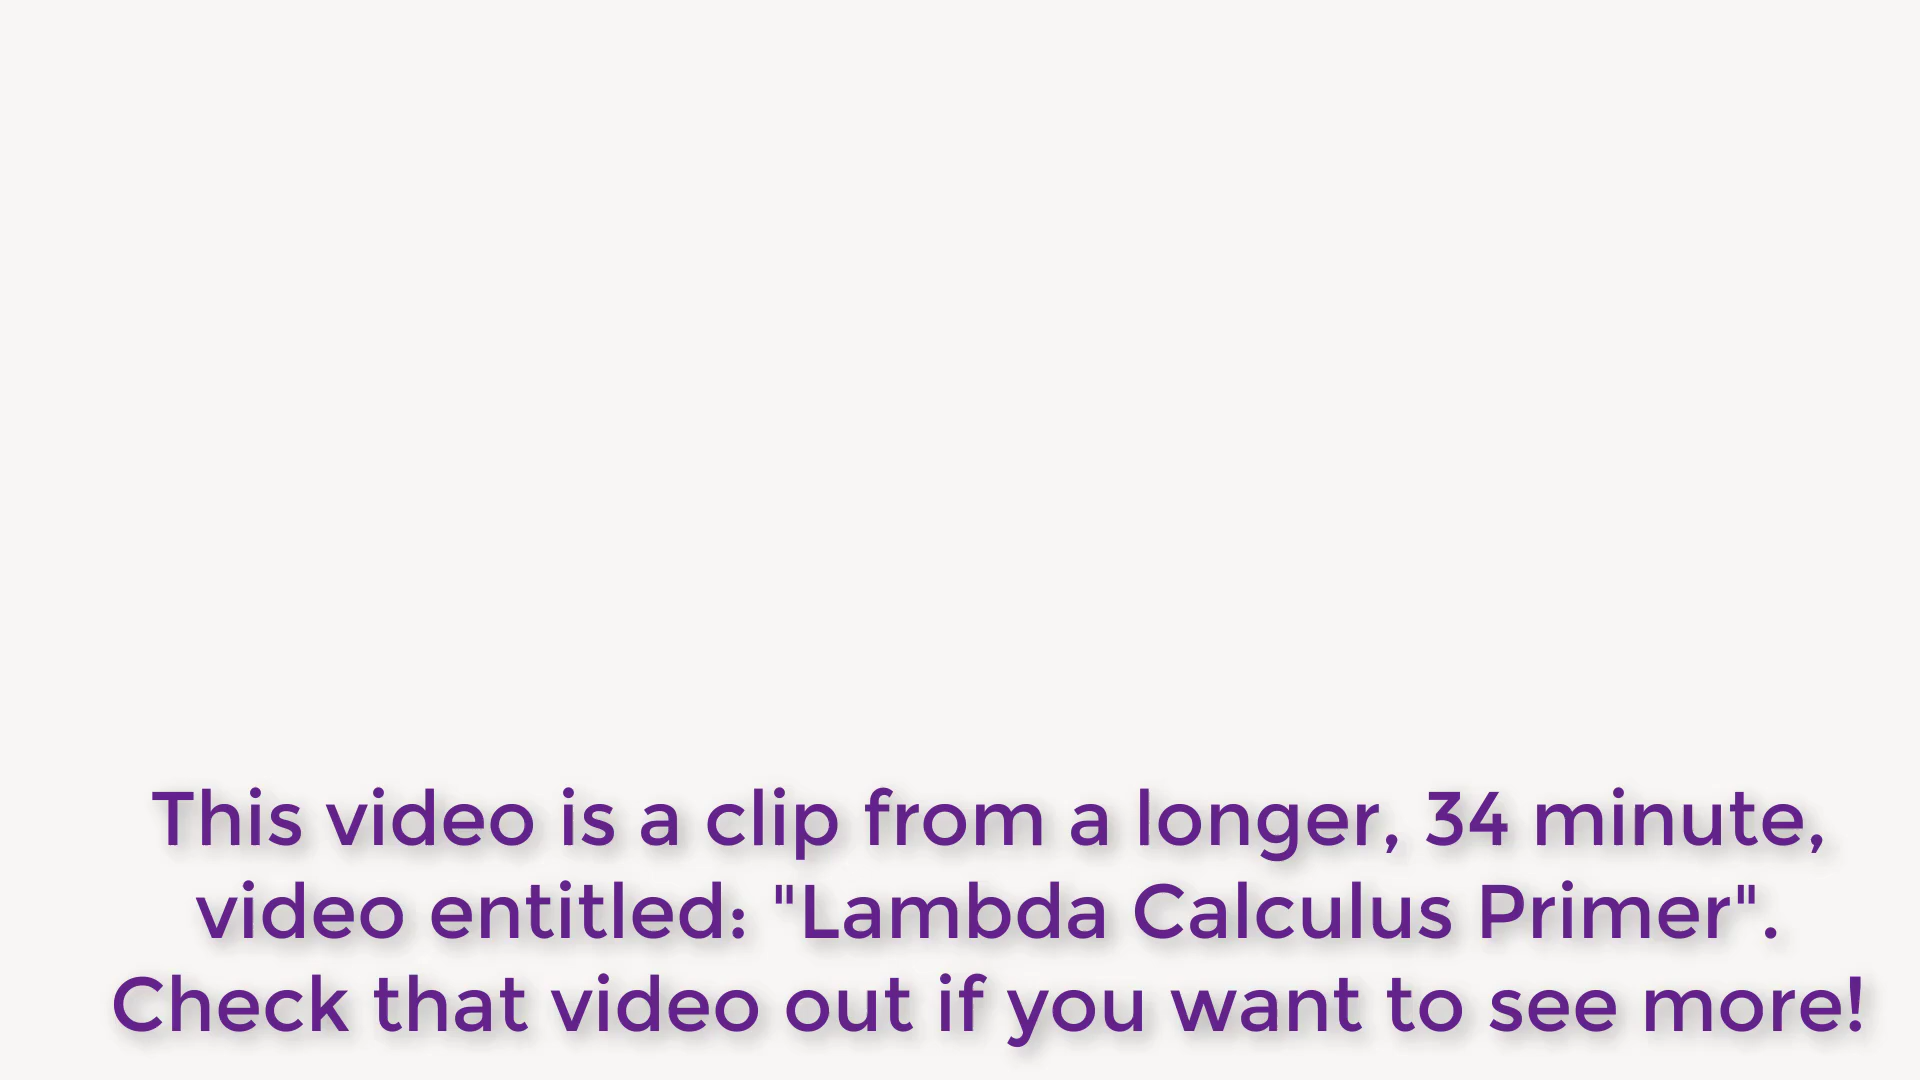 This video is a clip from a longer, 34 minute,
video entitled: "Lambda Calculus Primer".
Check that video out if you want to see more!